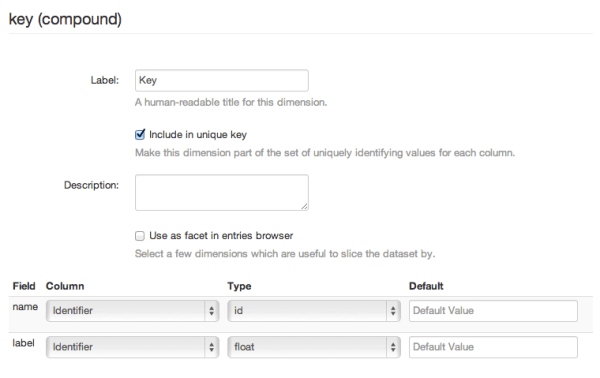 key (compound)
Label: Key
A human-readable title for this dimension.
Include in unique key
Make this dimension part of the set of uniquely identifying values for each column.
Description:
Use as facet in entries browser
Select a few dimensions which are useful to slice the dataset by.
Field Column Type Default
name Identifier id Default Value
label Identifier float Default Value